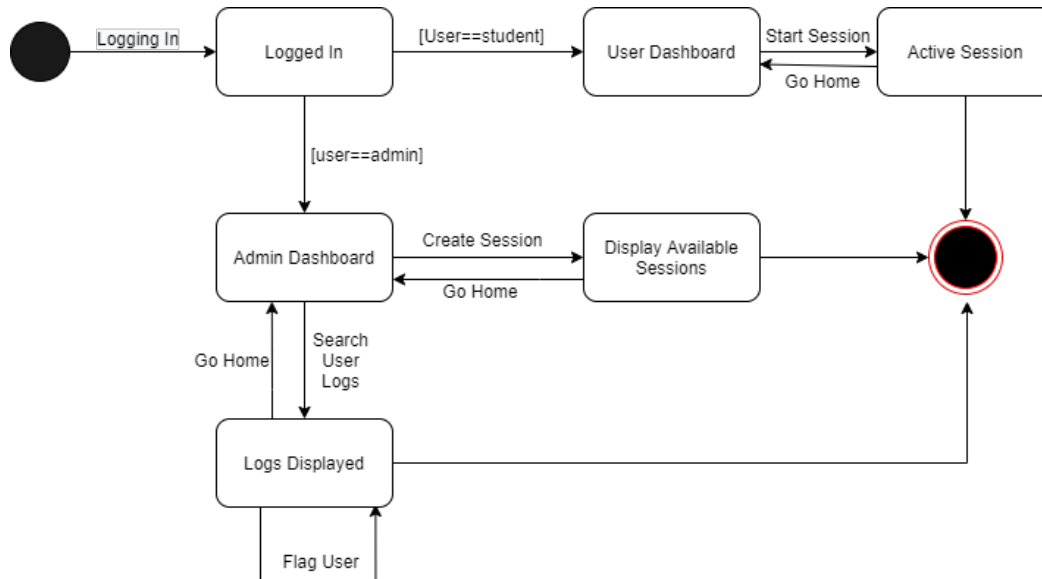 Logging In
Logged In
[User==student]
User Dashboard
Start Session
Go Home
Active Session
[user==admin]
Admin Dashboard
Create Session
Go Home
Display Available
Sessions
Go Home
Search
User
Logs
Logs Displayed
Flag User